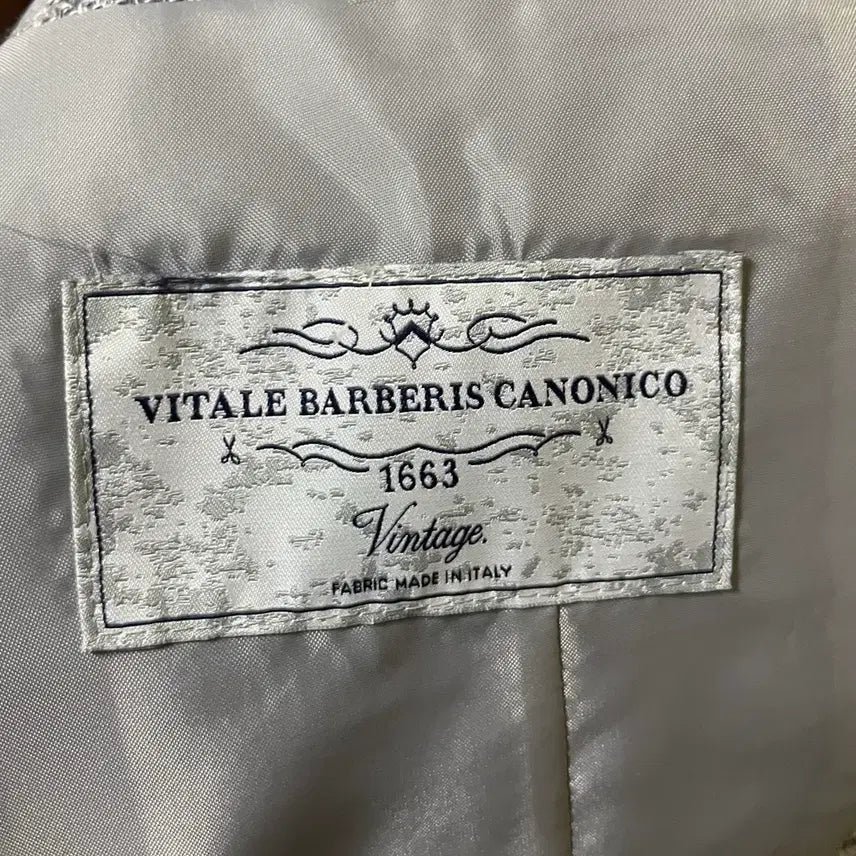 VITALE BARBERIS CANONICO
1663
Vintage.
FABRIC MADE IN ITALY